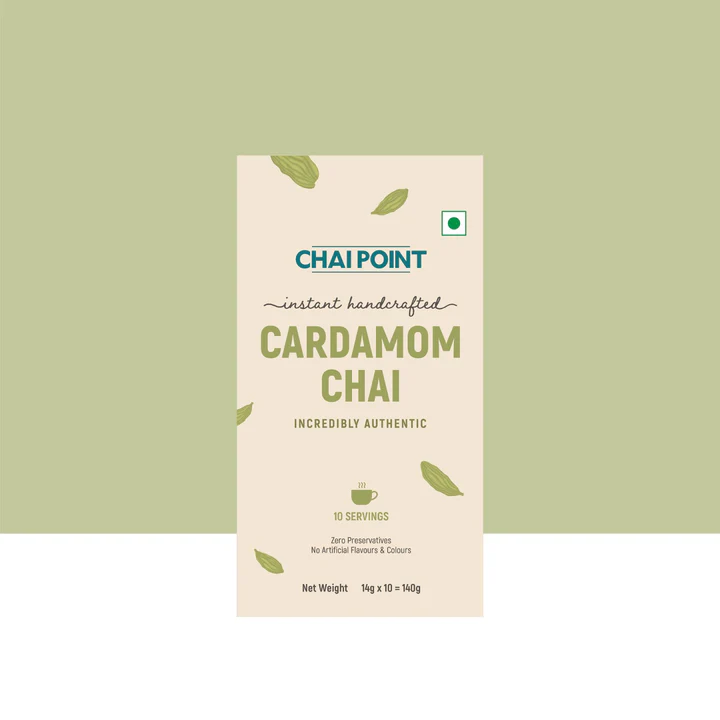 CHAI POINT
instant handcrafted
CARDAMOM
CHAI
INCREDIBLY AUTHENTIC
10 SERVINGS
Zero Preservatives
No Artificial Flavours & Colours
Net Weight 14g x 10 = 140g